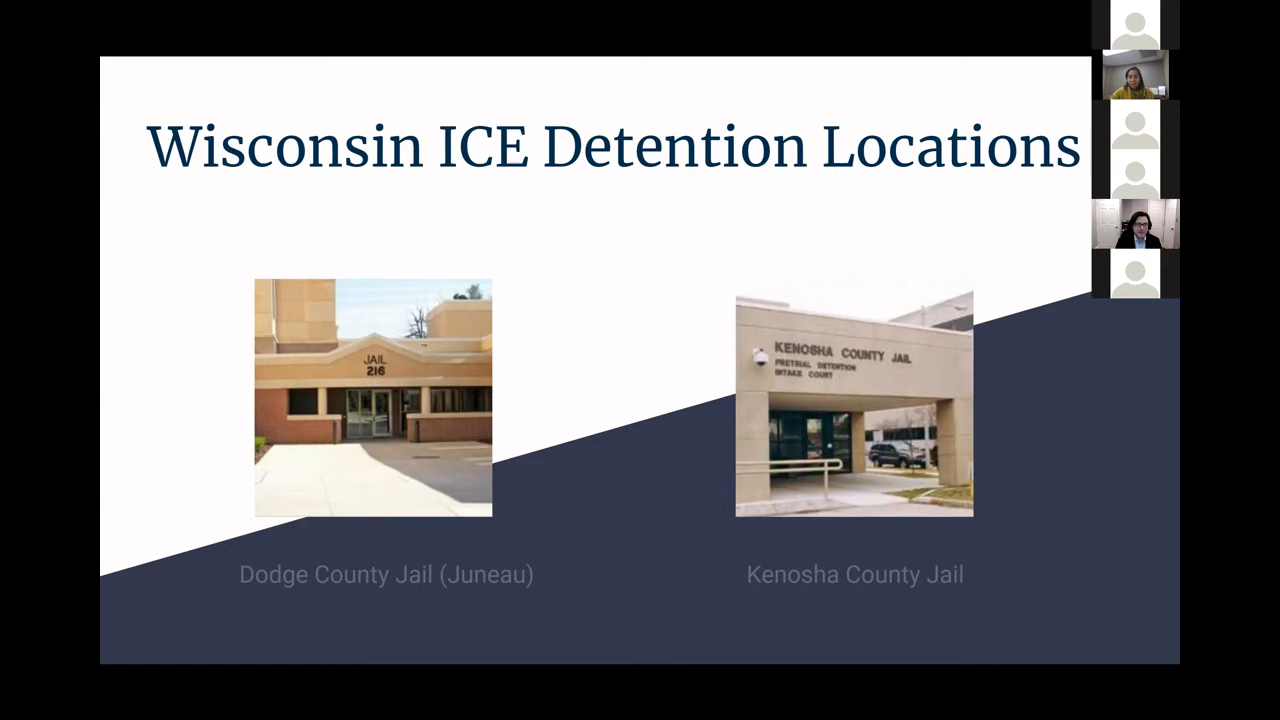 Wisconsin ICE Detention Locations
JAIL
216
KENOSHA COUNTY JAIL
PRETRIAL DETENTION
INTAKE COURT
Dodge County Jail (Juneau)
Kenosha County Jail